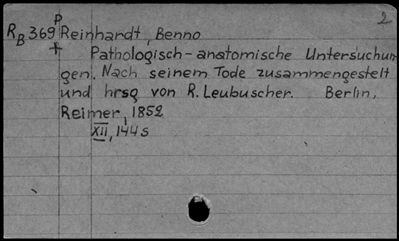 2
P
RB 369 Reinhardt, Benno
+ Pathologisch-anatomische Untersuchun
gen. Nach seinem Tode zusammengestelt
und hrsg von R. Leubuscher. Berlin,
Reimer, 1852
XII, 144 s